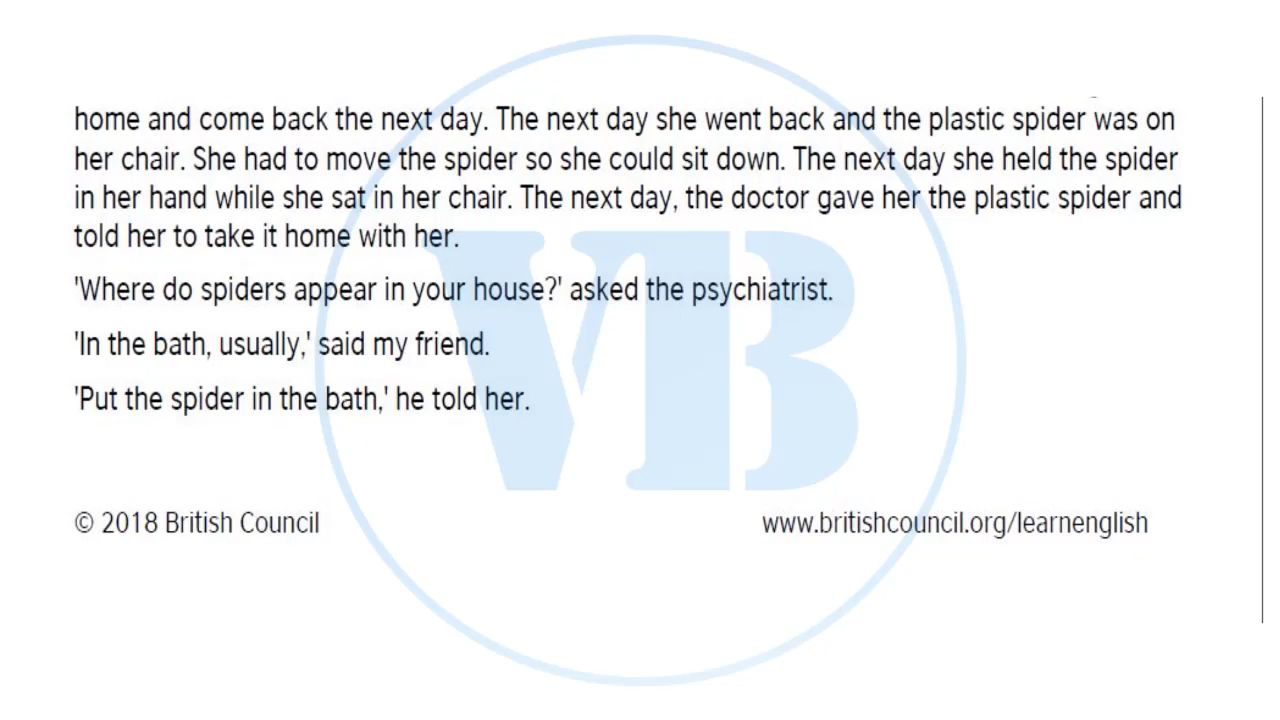 home and come back the next day. The next day she went back and the plastic spider was on
her chair. She had to move the spider so she could sit down. The next day she held the spider
in her hand while she sat in her chair. The next day, the doctor gave her the plastic spider and
told her to take it home with her.
'Where do spiders appear in your house?' asked the psychiatrist.
'In the bath, usually,' said my friend.
'Put the spider in the bath,' he told her.
VB
© 2018 British Council
www.britishcouncil.org/learnenglish